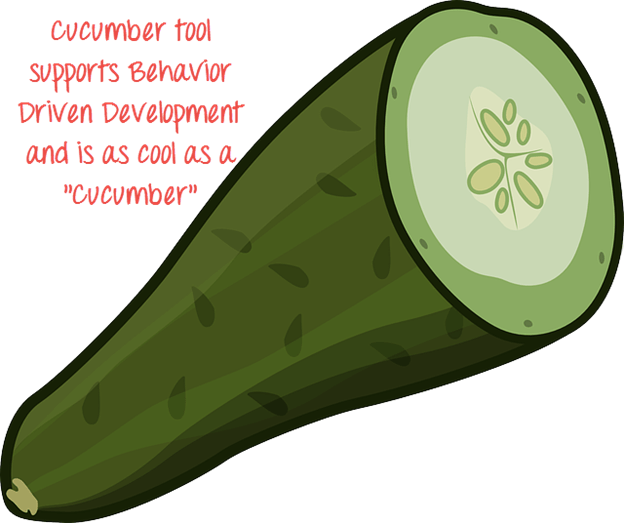 Cucumber tool
supports Behavior
Driven Development
and is as cool as a
"Cucumber"